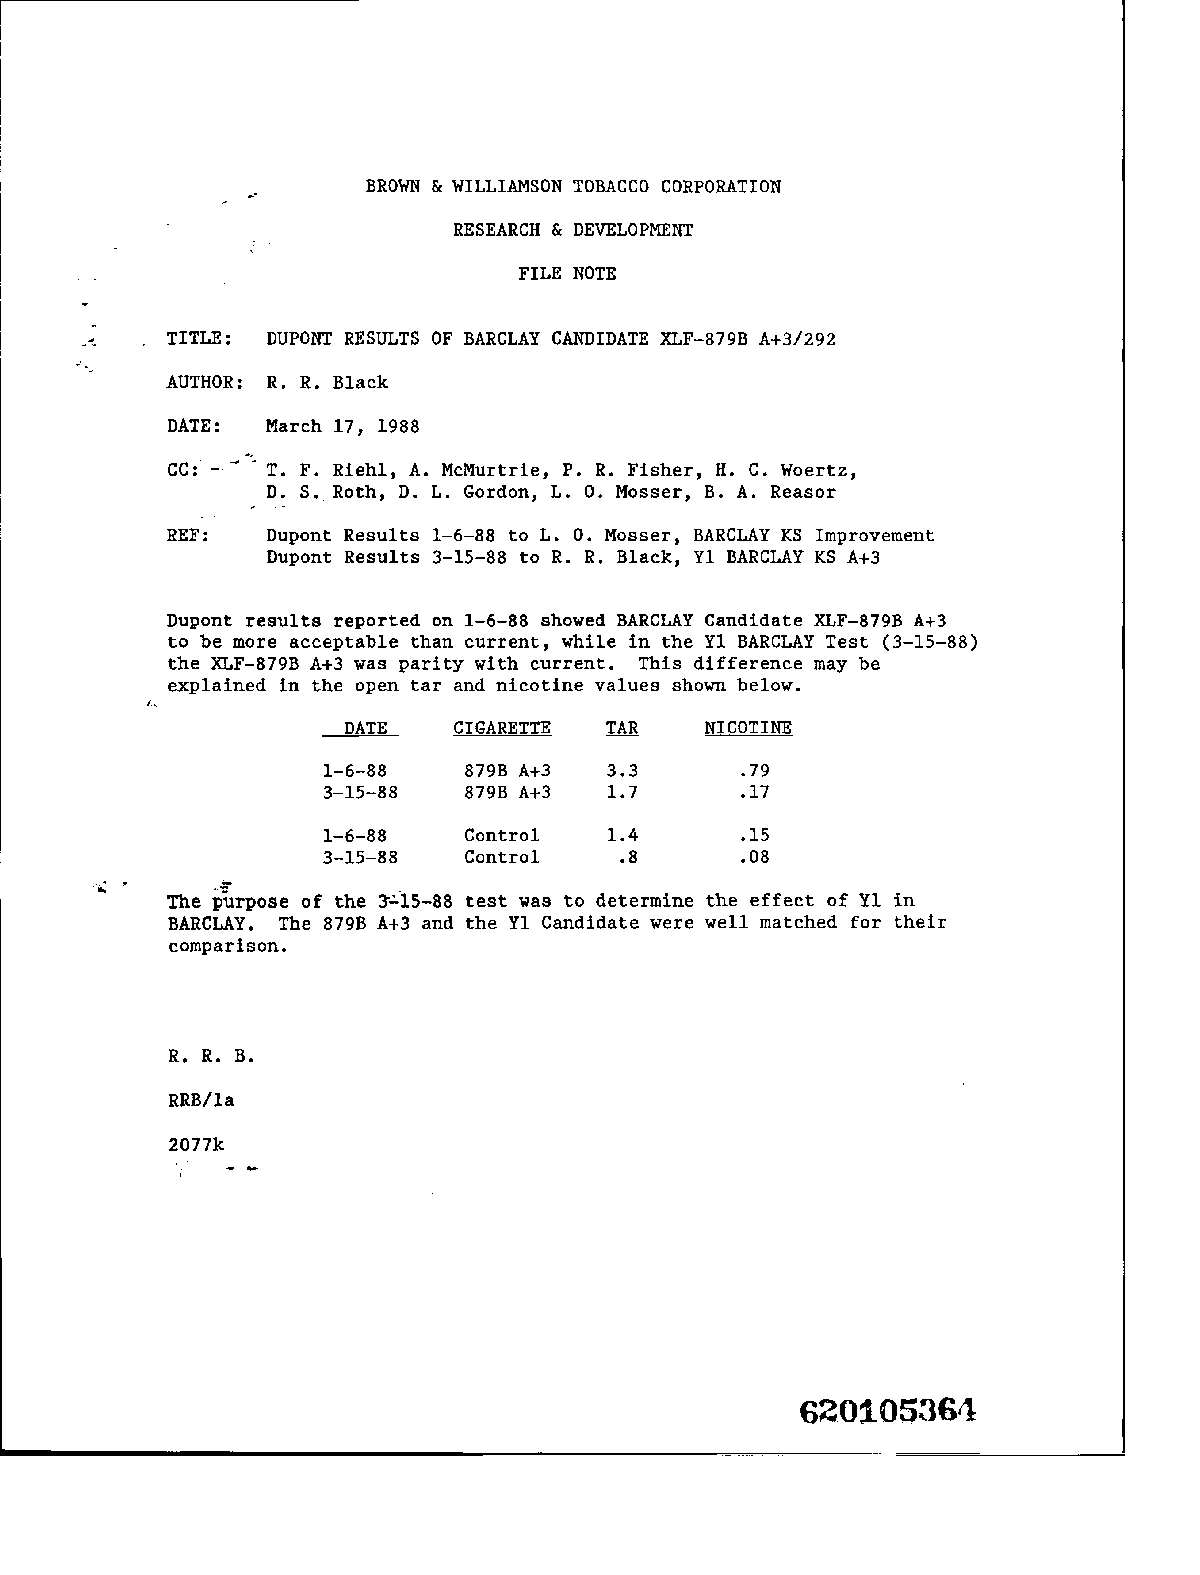 BROWN & WILLIAMSON TOBACCO CORPORATION
RESEARCH & DEVELOPMENT
FILE NOTE
TITLE: DUPONT RESULTS OF BARCLAY CANDIDATE XLF-879B A+3/292
AUTHOR: R. R. Black
DATE: March 17, 1988
CC: T. F. Riehl, A. McMurtrie, P. R. Fisher, H. C. Woertz,
D. S. Roth, D. L. Gordon, L. O. Mosser, B. A. Reasor
REF: Dupont Results 1-6-88 to L. O. Mosser, BARCLAY KS Improvement
Dupont Results 3-15-88 to R. R. Black, Y1 BARCLAY KS A+3
Dupont results reported on 1-6-88 showed BARCLAY Candidate XLF-879B A+3
to be more acceptable than current, while in the Y1 BARCLAY Test (3-15-88)
the XLF-879B A+3 was parity with current. This difference may be
explained in the open tar and nicotine values shown below.
DATE CIGARETTE TAR NICOTINE
1-6-88 879B A+3 3.3 .79
3-15-88 879B A+3 1.7 .17
1-6-88 Control 1.4 .15
3-15-88 Control .8 .08
The purpose of the 3-15-88 test was to determine the effect of Y1 in
BARCLAY. The 879B A+3 and the Y1 Candidate were well matched for their
comparison.
R. R. B.
RRB/la
2077k
620105364